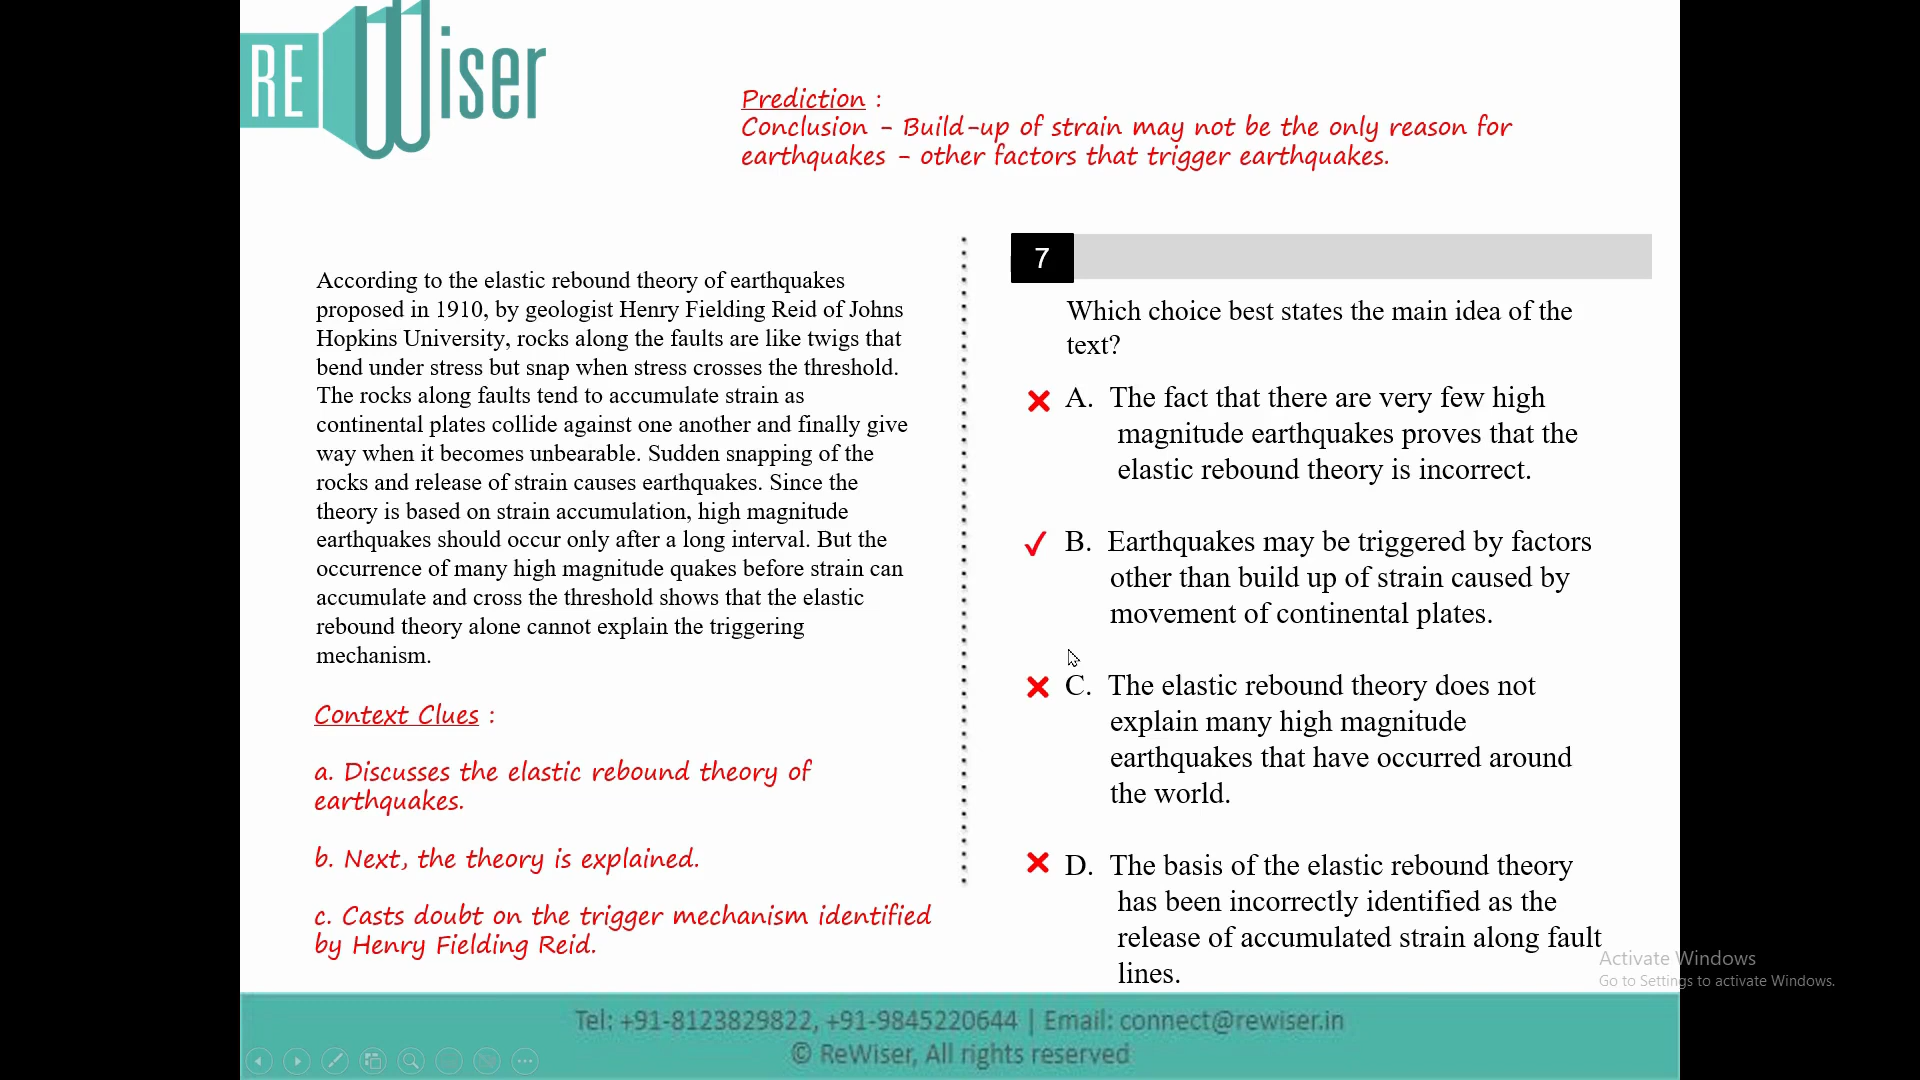 REWiser
Prediction :
Conclusion - Build-up of strain may not be the only reason for
earthquakes - other factors that trigger earthquakes.
According to the elastic rebound theory of earthquakes
proposed in 1910, by geologist Henry Fielding Reid of Johns
Hopkins University, rocks along the faults are like twigs that
bend under stress but snap when stress crosses the threshold.
The rocks along faults tend to accumulate strain as
continental plates collide against one another and finally give
way when it becomes unbearable. Sudden snapping of the
rocks and release of strain causes earthquakes. Since the
theory is based on strain accumulation, high magnitude
earthquakes should occur only after a long interval. But the
occurrence of many high magnitude quakes before strain can
accumulate and cross the threshold shows that the elastic
rebound theory alone cannot explain the triggering
mechanism.
Context Clues :
a. Discusses the elastic rebound theory of
earthquakes.
b. Next, the theory is explained.
c. Casts doubt on the trigger mechanism identified
by Henry Fielding Reid.
7
Which choice best states the main idea of the
text?
A. The fact that there are very few high
magnitude earthquakes proves that the
elastic rebound theory is incorrect.
B. Earthquakes may be triggered by factors
other than build up of strain caused by
movement of continental plates.
C. The elastic rebound theory does not
explain many high magnitude
earthquakes that have occurred around
the world.
D. The basis of the elastic rebound theory
has been incorrectly identified as the
release of accumulated strain along fault
lines.
Activate Windows
Go to Settings to activate Windows.
Tel: +91-8123829822, +91-9845220644 | Email: connect@rewiser.in
© ReWiser, All rights reserved